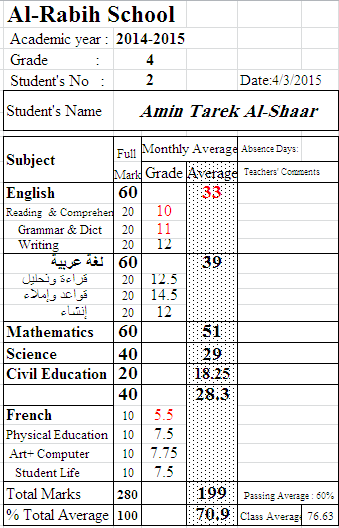 Al-Rabih School
Academic year : 2014-2015
Grade : 4
Student's No : 2 Date:4/3/2015
Student's Name Amin Tarek Al-Shaar
Subject Full Mark Monthly Average Absence Days:
Grade Average Teachers' Comments
English 60 33
Reading & Comprehen 20 10
Grammar & Dict 20 11
Writing 20 12
لغة عربية 60 39
قراءة وتحليل 20 12.5
قواعد وإملاء 20 14.5
إنشاء 20 12
Mathematics 60 51
Science 40 29
Civil Education 20 18.25
40 28.3
French 10 5.5
Physical Education 10 7.5
Art+ Computer 10 7.75
Student Life 10 7.5
Total Marks 280 199 Passing Average : 60%
% Total Average 100 70.9 Class Average 76.63